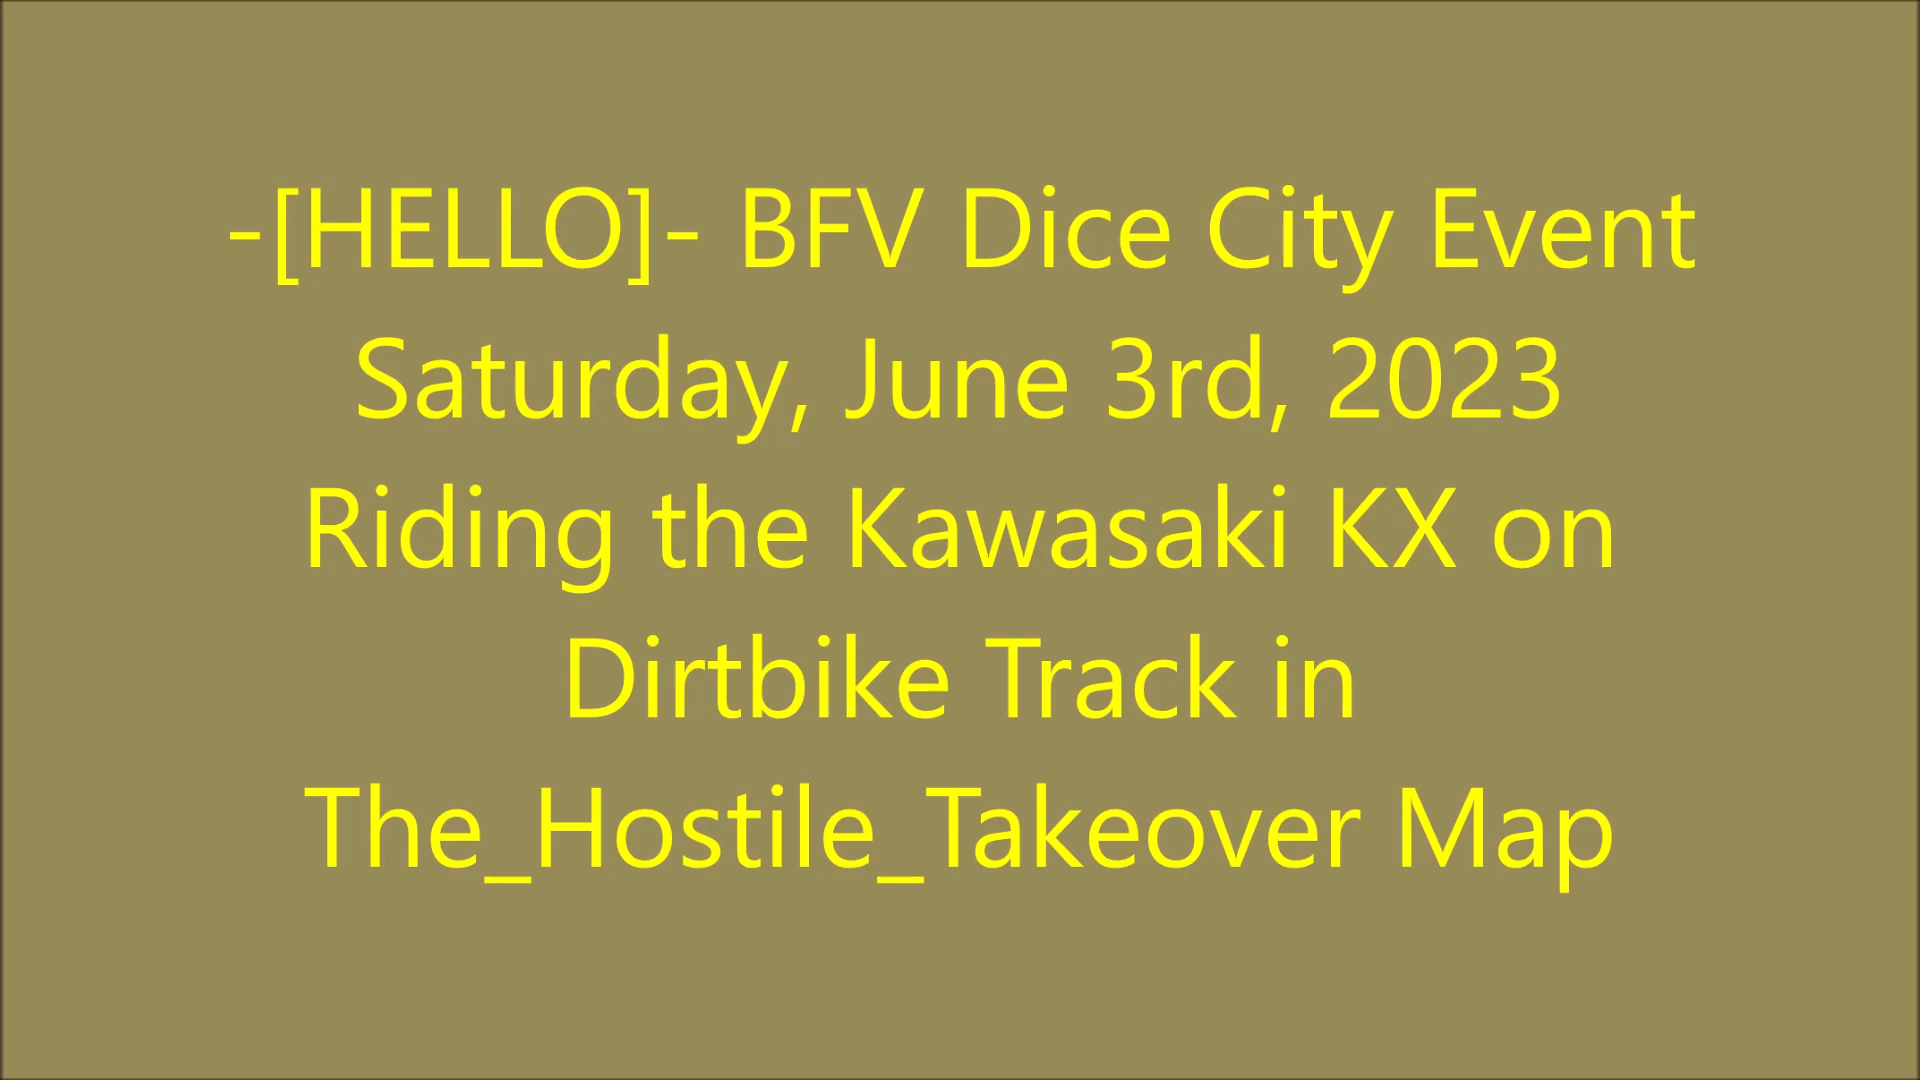 -[HELLO]- BFV Dice City Event
Saturday, June 3rd, 2023
Riding the Kawasaki KX on
Dirtbike Track in
The_Hostile_Takeover Map